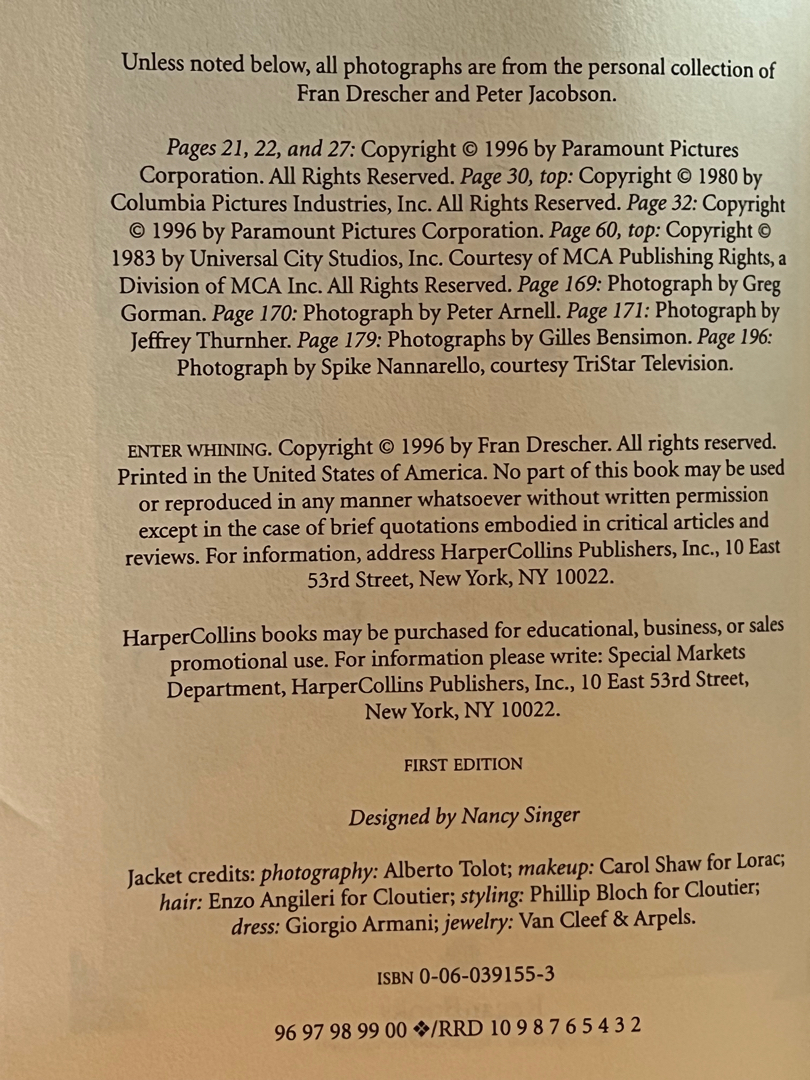 Unless noted below, all photographs are from the personal collection of
Fran Drescher and Peter Jacobson.
Pages 21, 22, and 27: Copyright © 1996 by Paramount Pictures
Corporation. All Rights Reserved. Page 30, top: Copyright © 1980 by
Columbia Pictures Industries, Inc. All Rights Reserved. Page 32: Copyright
© 1996 by Paramount Pictures Corporation. Page 60, top: Copyright ©
1983 by Universal City Studios, Inc. Courtesy of MCA Publishing Rights, a
Division of MCA Inc. All Rights Reserved. Page 169: Photograph by Greg
Gorman. Page 170: Photograph by Peter Arnell. Page 171: Photograph by
Jeffrey Thurnher. Page 179: Photographs by Gilles Bensimon. Page 196:
Photograph by Spike Nannarello, courtesy TriStar Television.
ENTER WHINING. Copyright © 1996 by Fran Drescher. All rights reserved.
Printed in the United States of America. No part of this book may be used
or reproduced in any manner whatsoever without written permission
except in the case of brief quotations embodied in critical articles and
reviews. For information, address HarperCollins Publishers, Inc., 10 East
53rd Street, New York, NY 10022.
HarperCollins books may be purchased for educational, business, or sales
promotional use. For information please write: Special Markets
Department, HarperCollins Publishers, Inc., 10 East 53rd Street,
New York, NY 10022.
FIRST EDITION
Designed by Nancy Singer
Jacket credits: photography: Alberto Tolot; makeup: Carol Shaw for Lorac;
hair: Enzo Angileri for Cloutier; styling: Phillip Bloch for Cloutier;
dress: Giorgio Armani; jewelry: Van Cleef & Arpels.
ISBN 0-06-039155-3
96 97 98 99 00 ❖/RRD 10 9 8 7 6 5 4 3 2